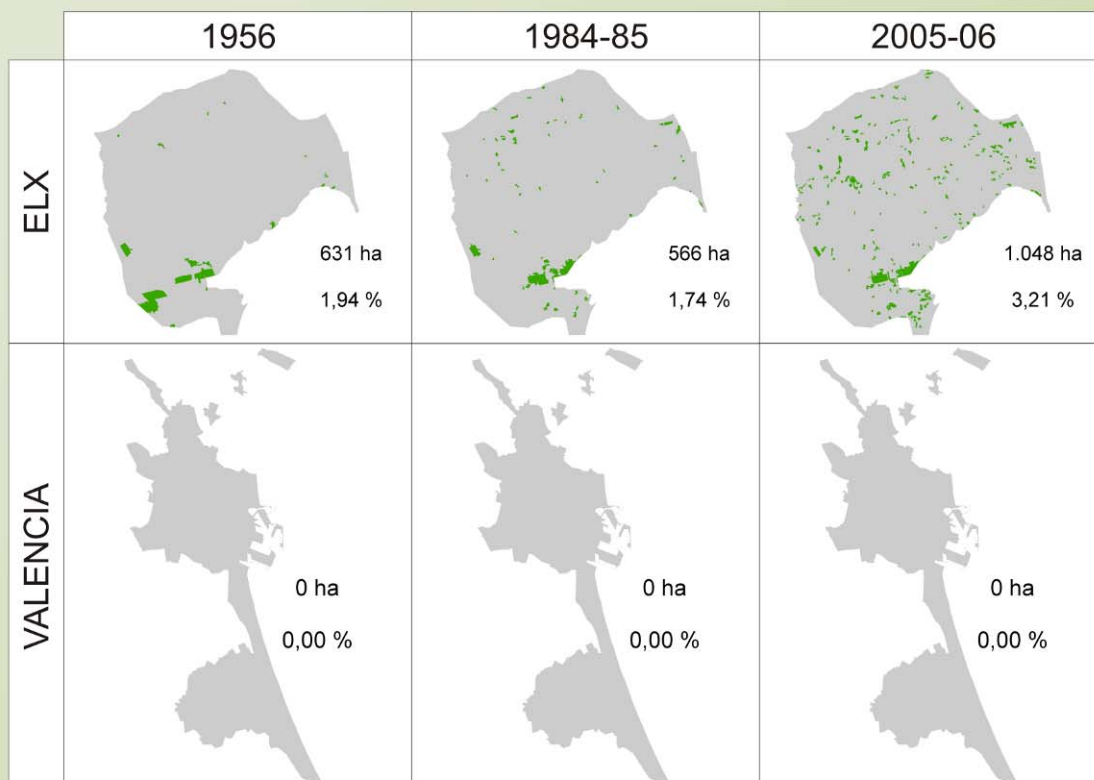 1956
1984-85
2005-06
ELX
631 ha
1,94 %
566 ha
1,74 %
1.048 ha
3,21 %
VALENCIA
0 ha
0,00 %
0 ha
0,00 %
0 ha
0,00 %